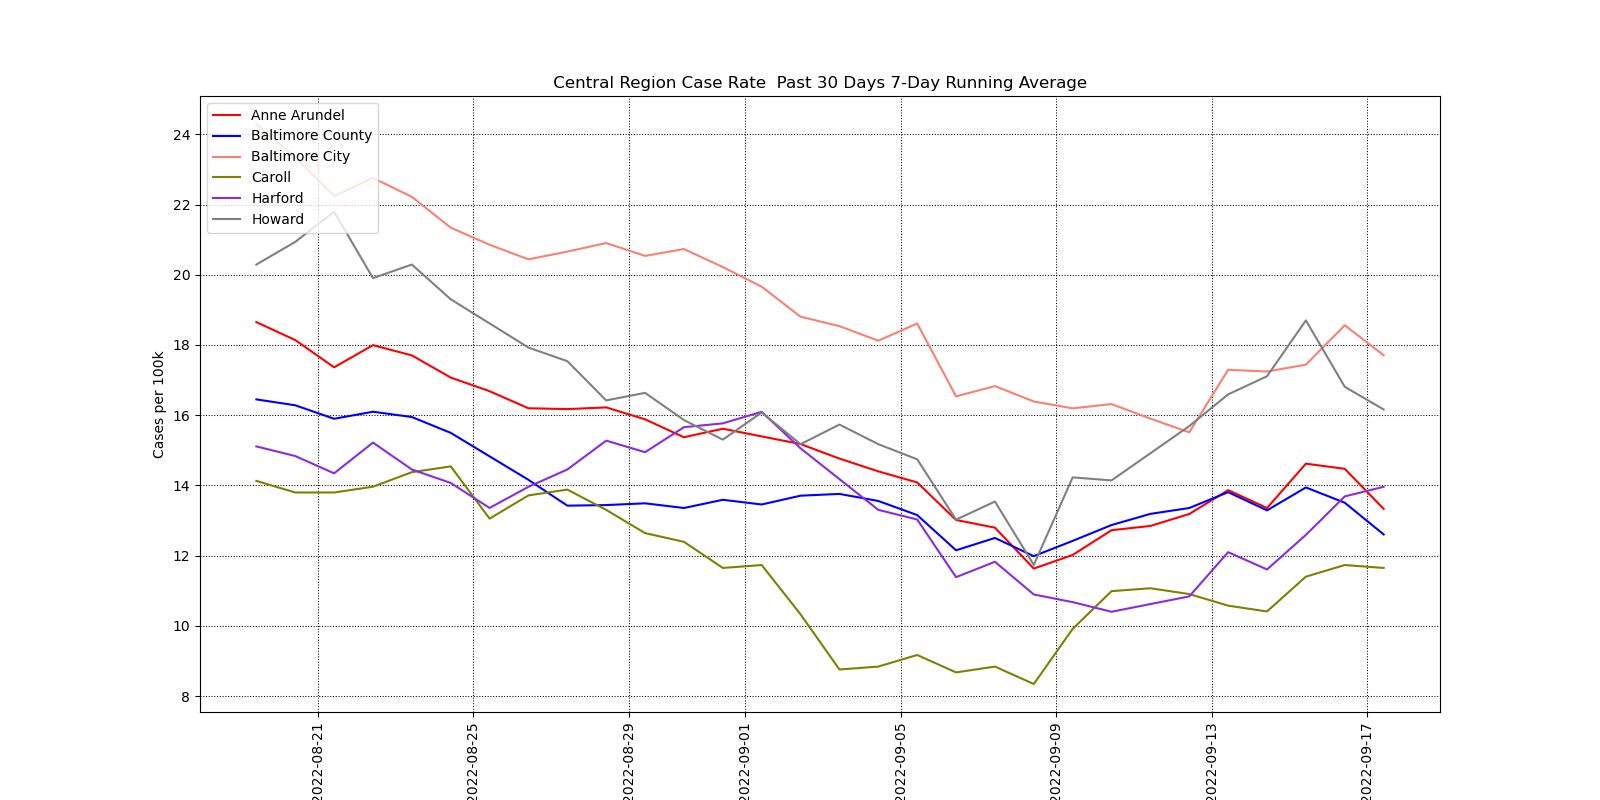 Central Region Case Rate  Past 30 Days 7-Day Running Average
Anne Arundel
Baltimore County
Baltimore City
Caroll
Harford
Howard
24
22
20
18
16
14
12
10
8
Cases per 100k
2022-08-21
2022-08-25
2022-08-29
2022-09-01
2022-09-05
2022-09-09
2022-09-13
2022-09-17